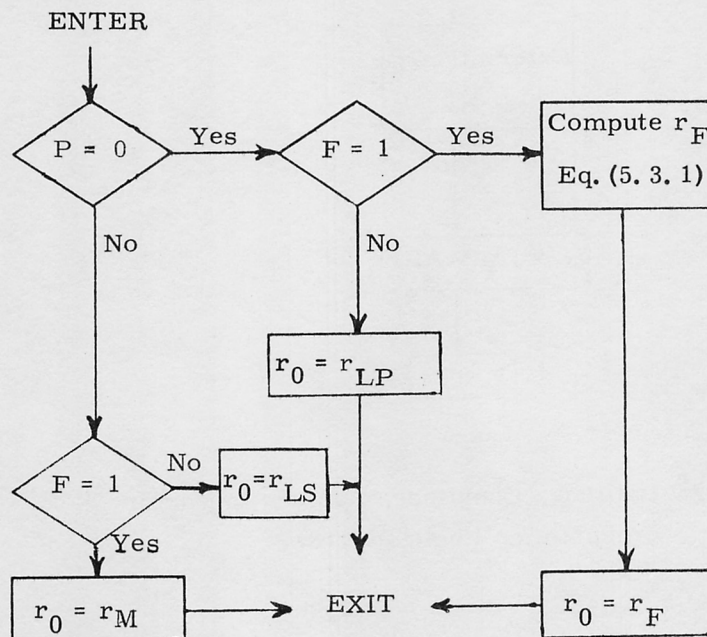 ENTER
P = 0
Yes
F = 1
Yes
Compute r_F
Eq. (5.3.1)
No
No
r_0 = r_LP
F = 1
No
r_0=r_LS
Yes
r_0 = r_M
EXIT
r_0 = r_F